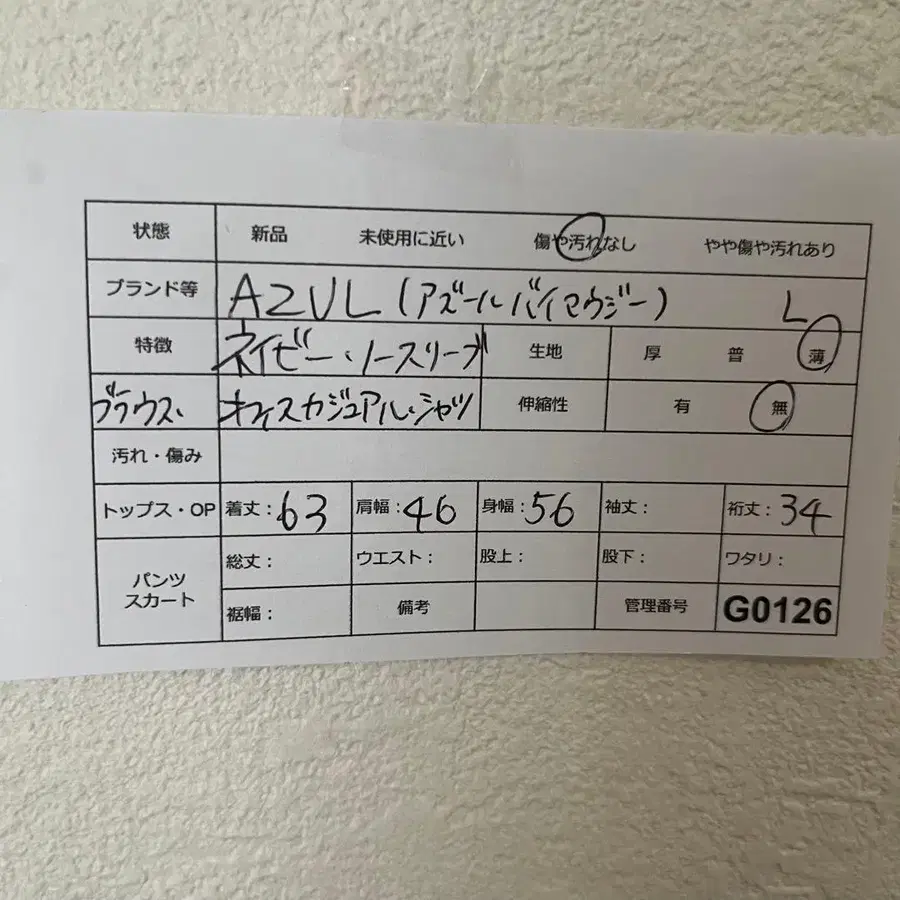 状態 新品 未使用に近い 傷や汚れなし やや傷や汚れあり
ブランド等 AZUL (アズールバイマウジー) L
特徴 ネイビー・ノースリーブ 生地 厚 普 薄
ブラウス、 オフィスカジュアル・シャツ 伸縮性 有 無
汚れ・傷み
トップス・OP 着丈:63 肩幅:46 身幅:56 袖丈: 裄丈:34
パンツ スカート 総丈: ウエスト: 股上: 股下: ワタリ:
裾幅: 備考 管理番号 G0126